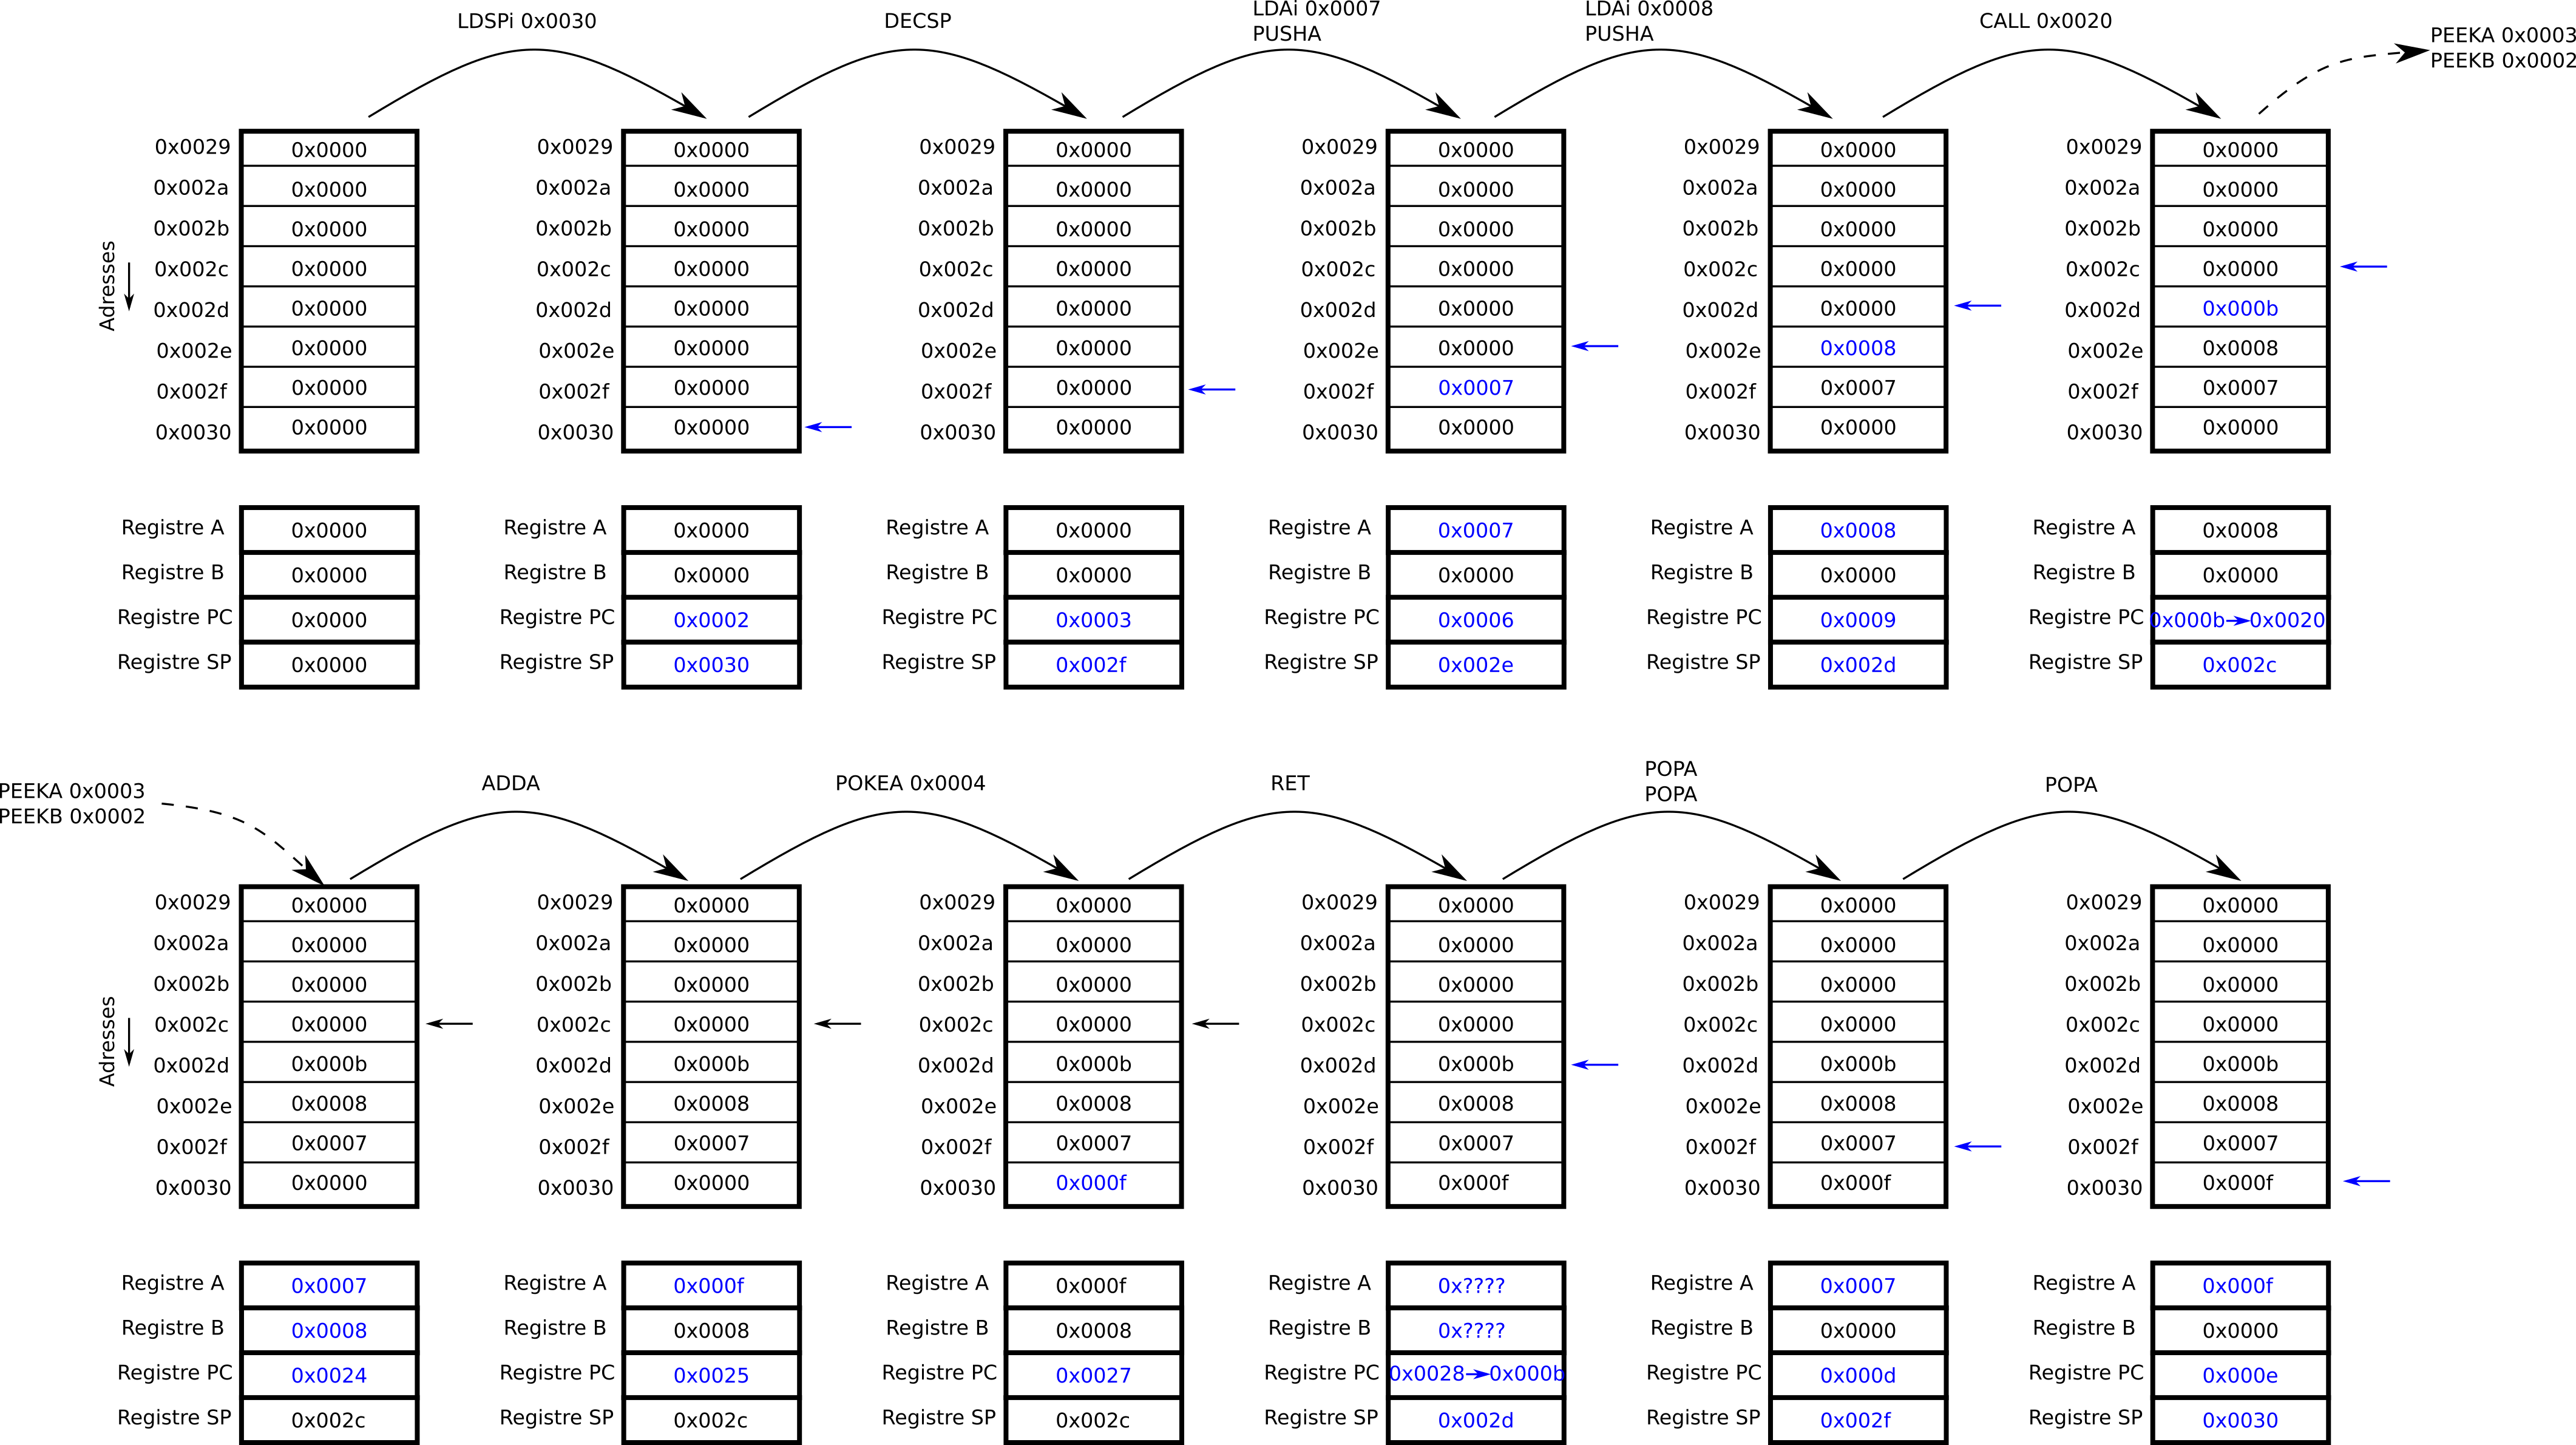 LDSPi 0x0030
DECSP
LDAi 0x0007
PUSHA
LDAi 0x0008
PUSHA
CALL 0x0020
PEEKA 0x0003
PEEKB 0x0002
Adresses
0x0029 0x0000 0x0029 0x0000 0x0029 0x0000 0x0029 0x0000 0x0029 0x0000 0x0029 0x0000
0x002a 0x0000 0x002a 0x0000 0x002a 0x0000 0x002a 0x0000 0x002a 0x0000 0x002a 0x0000
0x002b 0x0000 0x002b 0x0000 0x002b 0x0000 0x002b 0x0000 0x002b 0x0000 0x002b 0x0000
0x002c 0x0000 0x002c 0x0000 0x002c 0x0000 0x002c 0x0000 0x002c 0x0000 0x002c 0x0000
0x002d 0x0000 0x002d 0x0000 0x002d 0x0000 0x002d 0x0000 0x002d 0x0000 0x002d 0x000b
0x002e 0x0000 0x002e 0x0000 0x002e 0x0000 0x002e 0x0000 0x002e 0x0008 0x002e 0x0008
0x002f 0x0000 0x002f 0x0000 0x002f 0x0000 0x002f 0x0007 0x002f 0x0007 0x002f 0x0007
0x0030 0x0000 0x0030 0x0000 0x0030 0x0000 0x0030 0x0000 0x0030 0x0000 0x0030 0x0000
Registre A 0x0000 Registre A 0x0000 Registre A 0x0000 Registre A 0x0007 Registre A 0x0008 Registre A 0x0008
Registre B 0x0000 Registre B 0x0000 Registre B 0x0000 Registre B 0x0000 Registre B 0x0000 Registre B 0x0000
Registre PC 0x0000 Registre PC 0x0002 Registre PC 0x0003 Registre PC 0x0006 Registre PC 0x0009 Registre PC 0x000b→0x0020
Registre SP 0x0000 Registre SP 0x0030 Registre SP 0x002f Registre SP 0x002e Registre SP 0x002d Registre SP 0x002c
PEEKA 0x0003
PEEKB 0x0002
ADDA
POKEA 0x0004
RET
POPA
POPA
POPA
Adresses
0x0029 0x0000 0x0029 0x0000 0x0029 0x0000 0x0029 0x0000 0x0029 0x0000 0x0029 0x0000
0x002a 0x0000 0x002a 0x0000 0x002a 0x0000 0x002a 0x0000 0x002a 0x0000 0x002a 0x0000
0x002b 0x0000 0x002b 0x0000 0x002b 0x0000 0x002b 0x0000 0x002b 0x0000 0x002b 0x0000
0x002c 0x0000 0x002c 0x0000 0x002c 0x0000 0x002c 0x0000 0x002c 0x0000 0x002c 0x0000
0x002d 0x000b 0x002d 0x000b 0x002d 0x000b 0x002d 0x000b 0x002d 0x000b 0x002d 0x000b
0x002e 0x0008 0x002e 0x0008 0x002e 0x0008 0x002e 0x0008 0x002e 0x0008 0x002e 0x0008
0x002f 0x0007 0x002f 0x0007 0x002f 0x0007 0x002f 0x0007 0x002f 0x0007 0x002f 0x0007
0x0030 0x0000 0x0030 0x0000 0x0030 0x000f 0x0030 0x000f 0x0030 0x000f 0x0030 0x000f
Registre A 0x0007 Registre A 0x000f Registre A 0x000f Registre A 0x???? Registre A 0x0007 Registre A 0x000f
Registre B 0x0008 Registre B 0x0008 Registre B 0x0008 Registre B 0x???? Registre B 0x0000 Registre B 0x0000
Registre PC 0x0024 Registre PC 0x0025 Registre PC 0x0027 Registre PC 0x0028→0x000b Registre PC 0x000d Registre PC 0x000e
Registre SP 0x002c Registre SP 0x002c Registre SP 0x002c Registre SP 0x002d Registre SP 0x002f Registre SP 0x0030